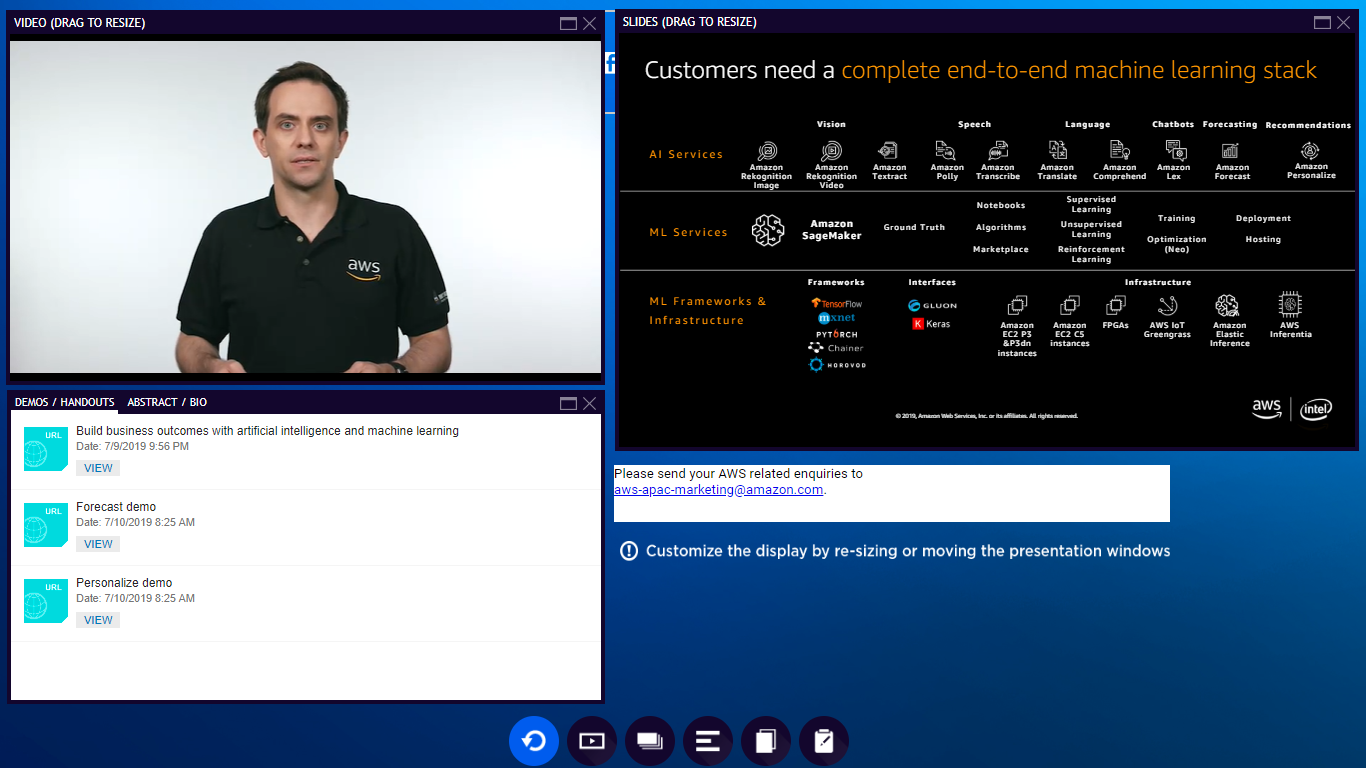 VIDEO (DRAG TO RESIZE)
aws
DEMOS / HANDOUTS ABSTRACT / BIO
URL
Build business outcomes with artificial intelligence and machine learning
Date: 7/9/2019 9:56 PM
VIEW
URL
Forecast demo
Date: 7/10/2019 8:25 AM
VIEW
URL
Personalize demo
Date: 7/10/2019 8:25 AM
VIEW
SLIDES (DRAG TO RESIZE)
Customers need a complete end-to-end machine learning stack
Vision Speech Language Chatbots Forecasting Recommendations
AI Services
Amazon
Rekognition
Image
Amazon
Rekognition
Video
Amazon
Textract
Amazon
Polly
Amazon
Transcribe
Amazon
Translate
Amazon
Comprehend
Amazon
Lex
Amazon
Forecast
Amazon
Personalize
ML Services
Amazon
SageMaker
Ground Truth
Notebooks
Algorithms
Marketplace
Supervised
Learning
Unsupervised
Learning
Reinforcement
Learning
Training
Optimization
(Neo)
Deployment
Hosting
ML Frameworks &
Infrastructure
Frameworks
TensorFlow
mxnet
PYTORCH
Chainer
HOROVOD
Interfaces
GLUON
K Keras
Infrastructure
Amazon
EC2 P3
&P3dn
instances
Amazon
EC2 C5
instances
FPGAs
AWS IoT
Greengrass
Amazon
Elastic
Inference
AWS
Inferentia
© 2019, Amazon Web Services, Inc. or its affiliates. All rights reserved.
aws intel
Please send your AWS related enquiries to
aws-apac-marketing@amazon.com.
Customize the display by re-sizing or moving the presentation windows